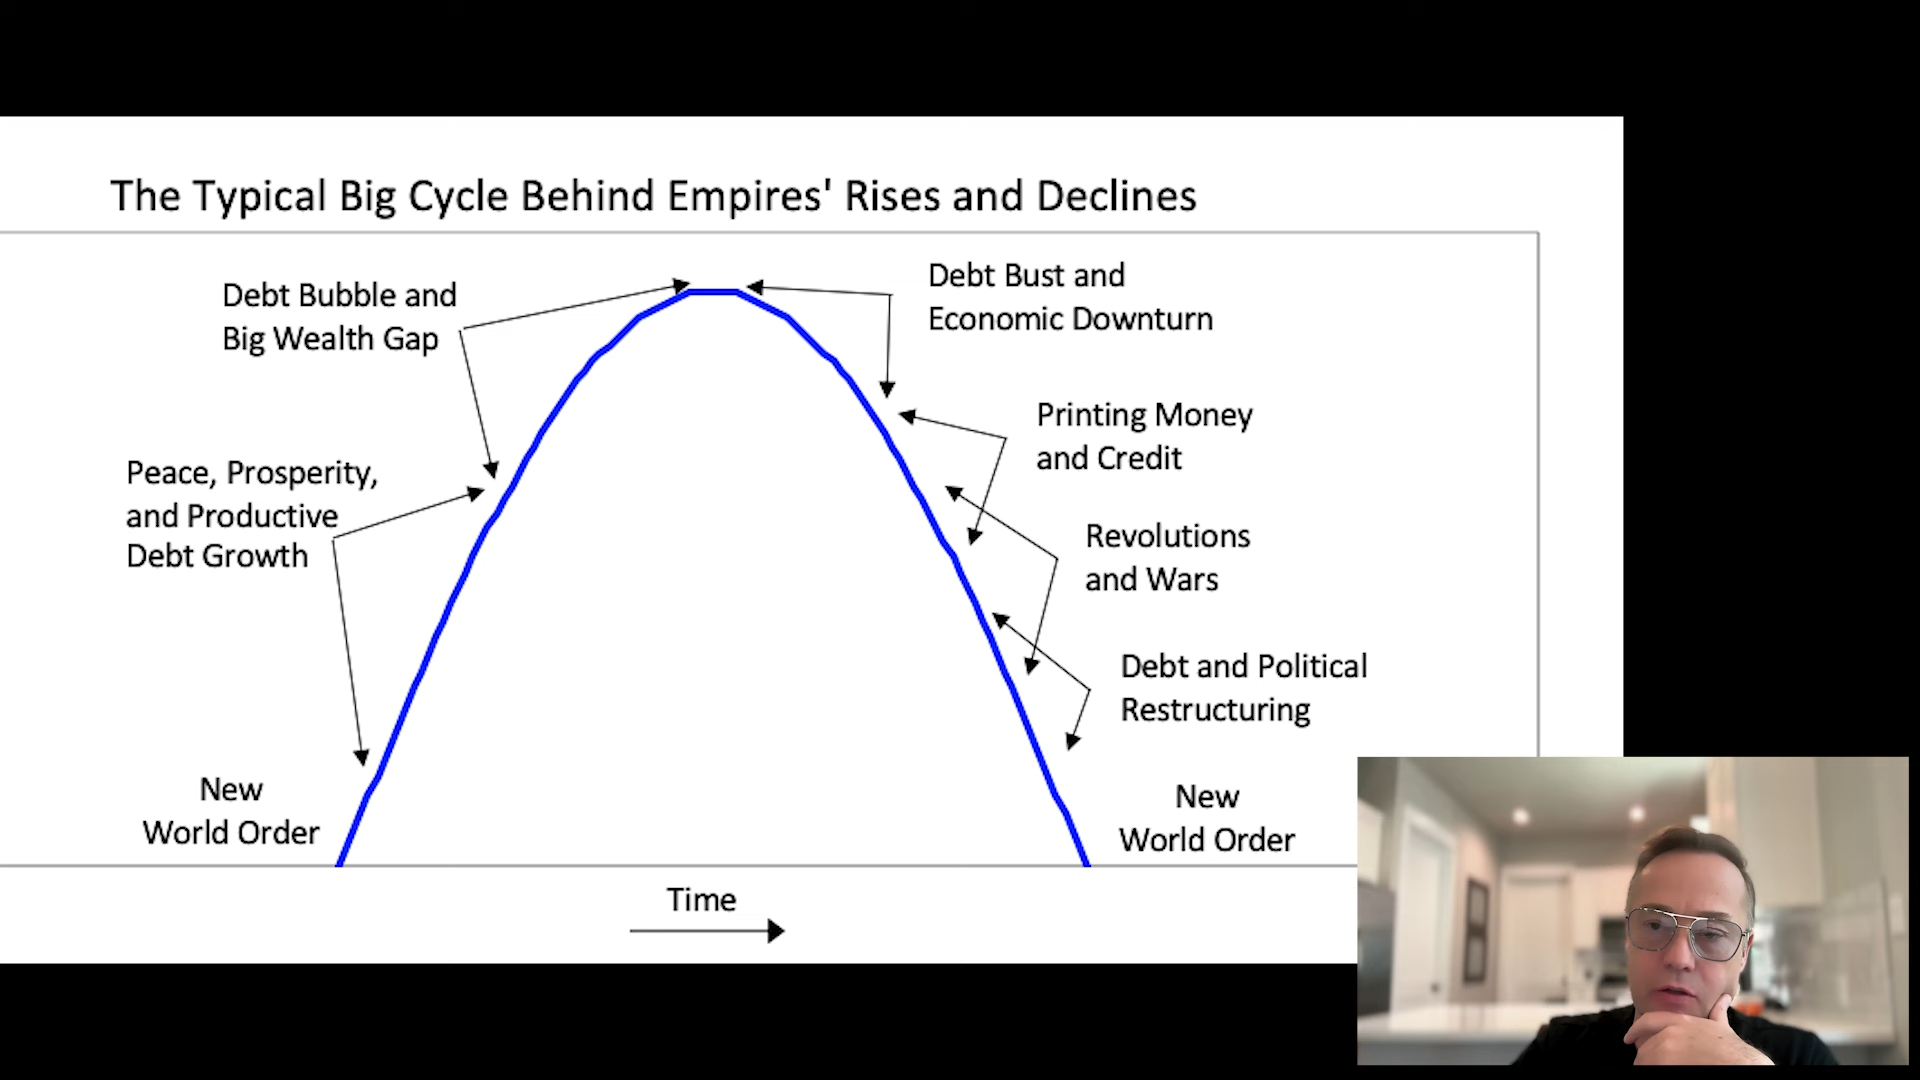 The Typical Big Cycle Behind Empires' Rises and Declines
Debt Bubble and
Big Wealth Gap
Debt Bust and
Economic Downturn
Printing Money
and Credit
Peace, Prosperity,
and Productive
Debt Growth
Revolutions
and Wars
Debt and Political
Restructuring
New
World Order
New
World Order
Time